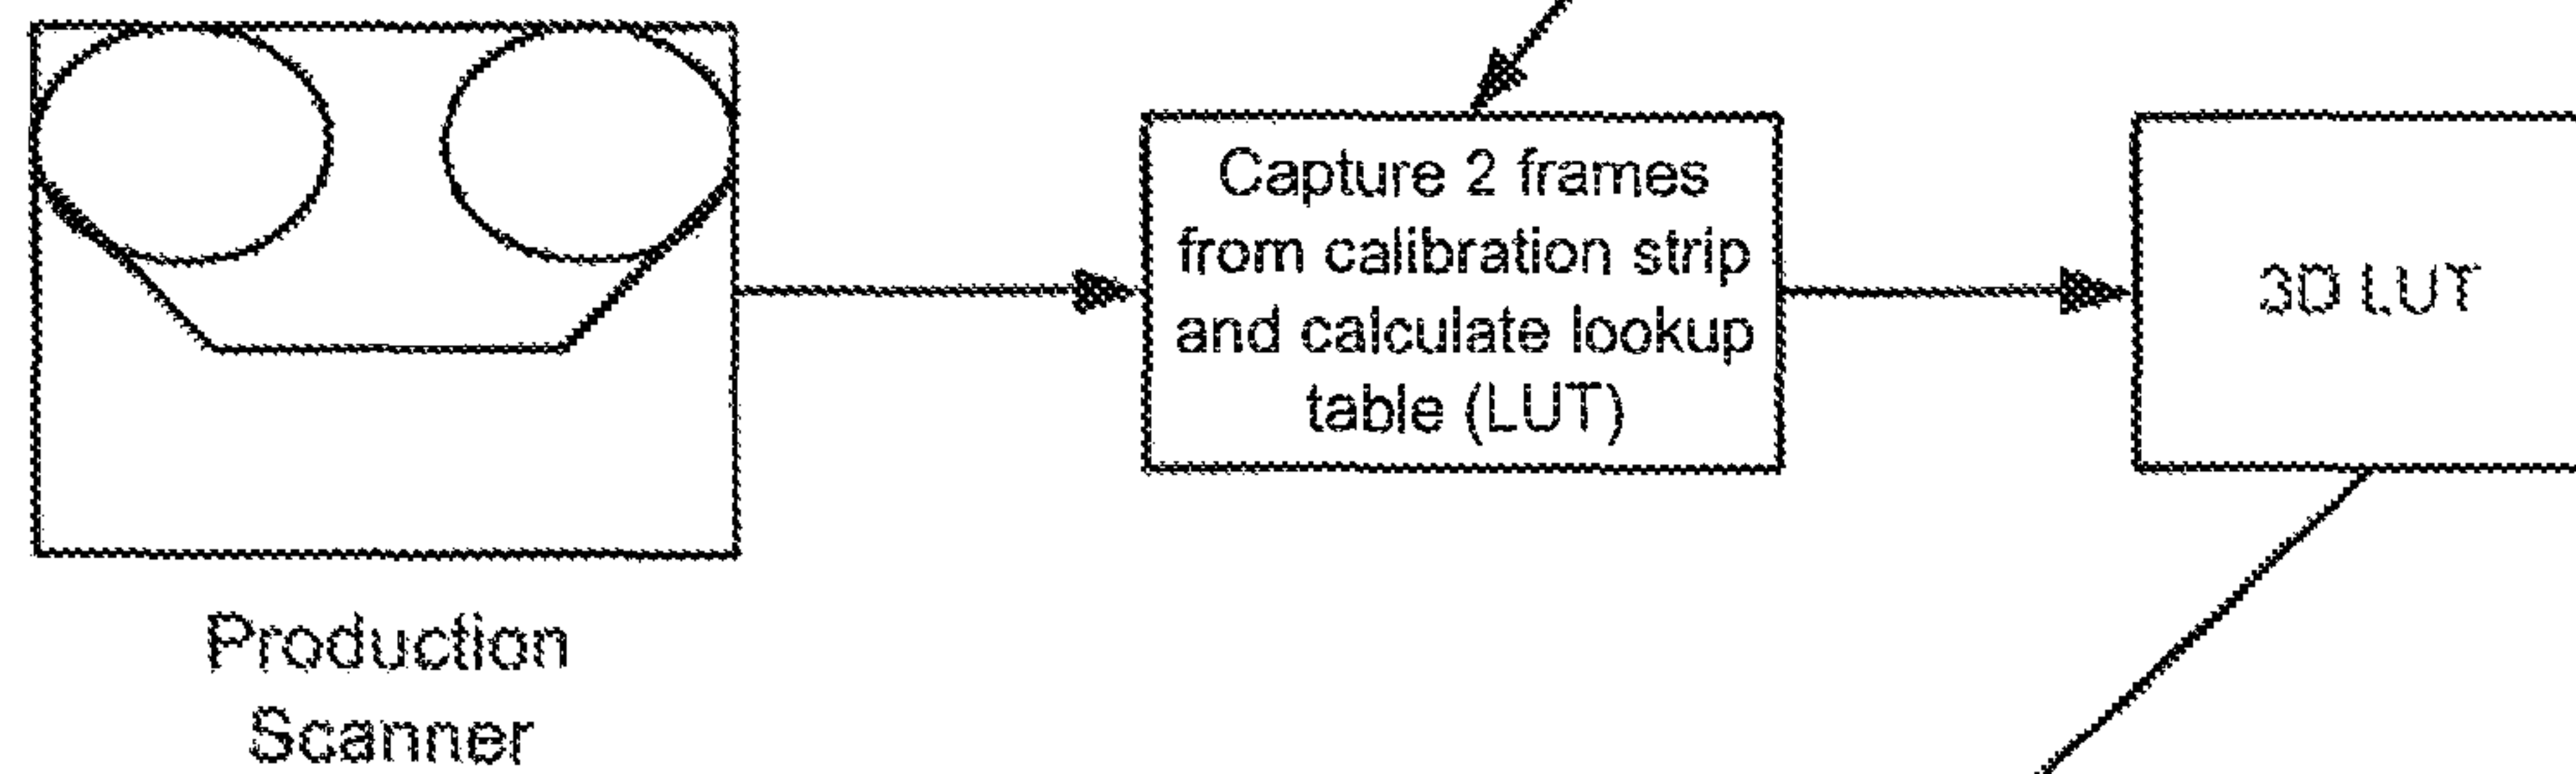 Capture 2 frames
from calibration strip
and calculate lookup
table (LUT)
3D LUT
Production
Scanner